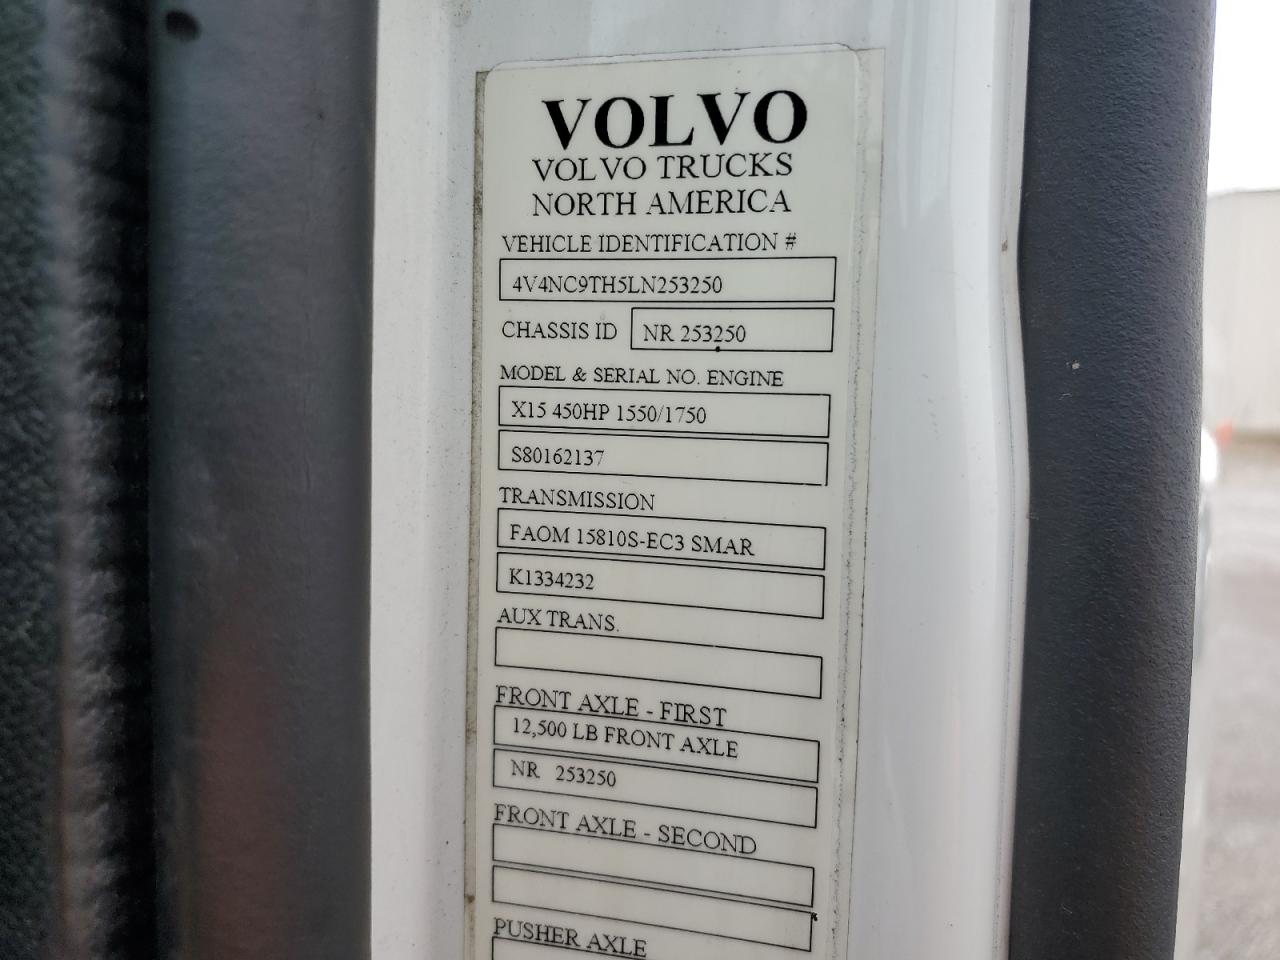 VOLVO
VOLVO TRUCKS
NORTH AMERICA
VEHICLE IDENTIFICATION #
4V4NC9TH5LN253250
CHASSIS ID NR 253250
MODEL & SERIAL NO. ENGINE
X15 450HP 1550/1750
S80162137
TRANSMISSION
FAOM 15810S-EC3 SMAR
K1334232
AUX TRANS.
FRONT AXLE - FIRST
12,500 LB FRONT AXLE
NR 253250
FRONT AXLE - SECOND
PUSHER AXLE